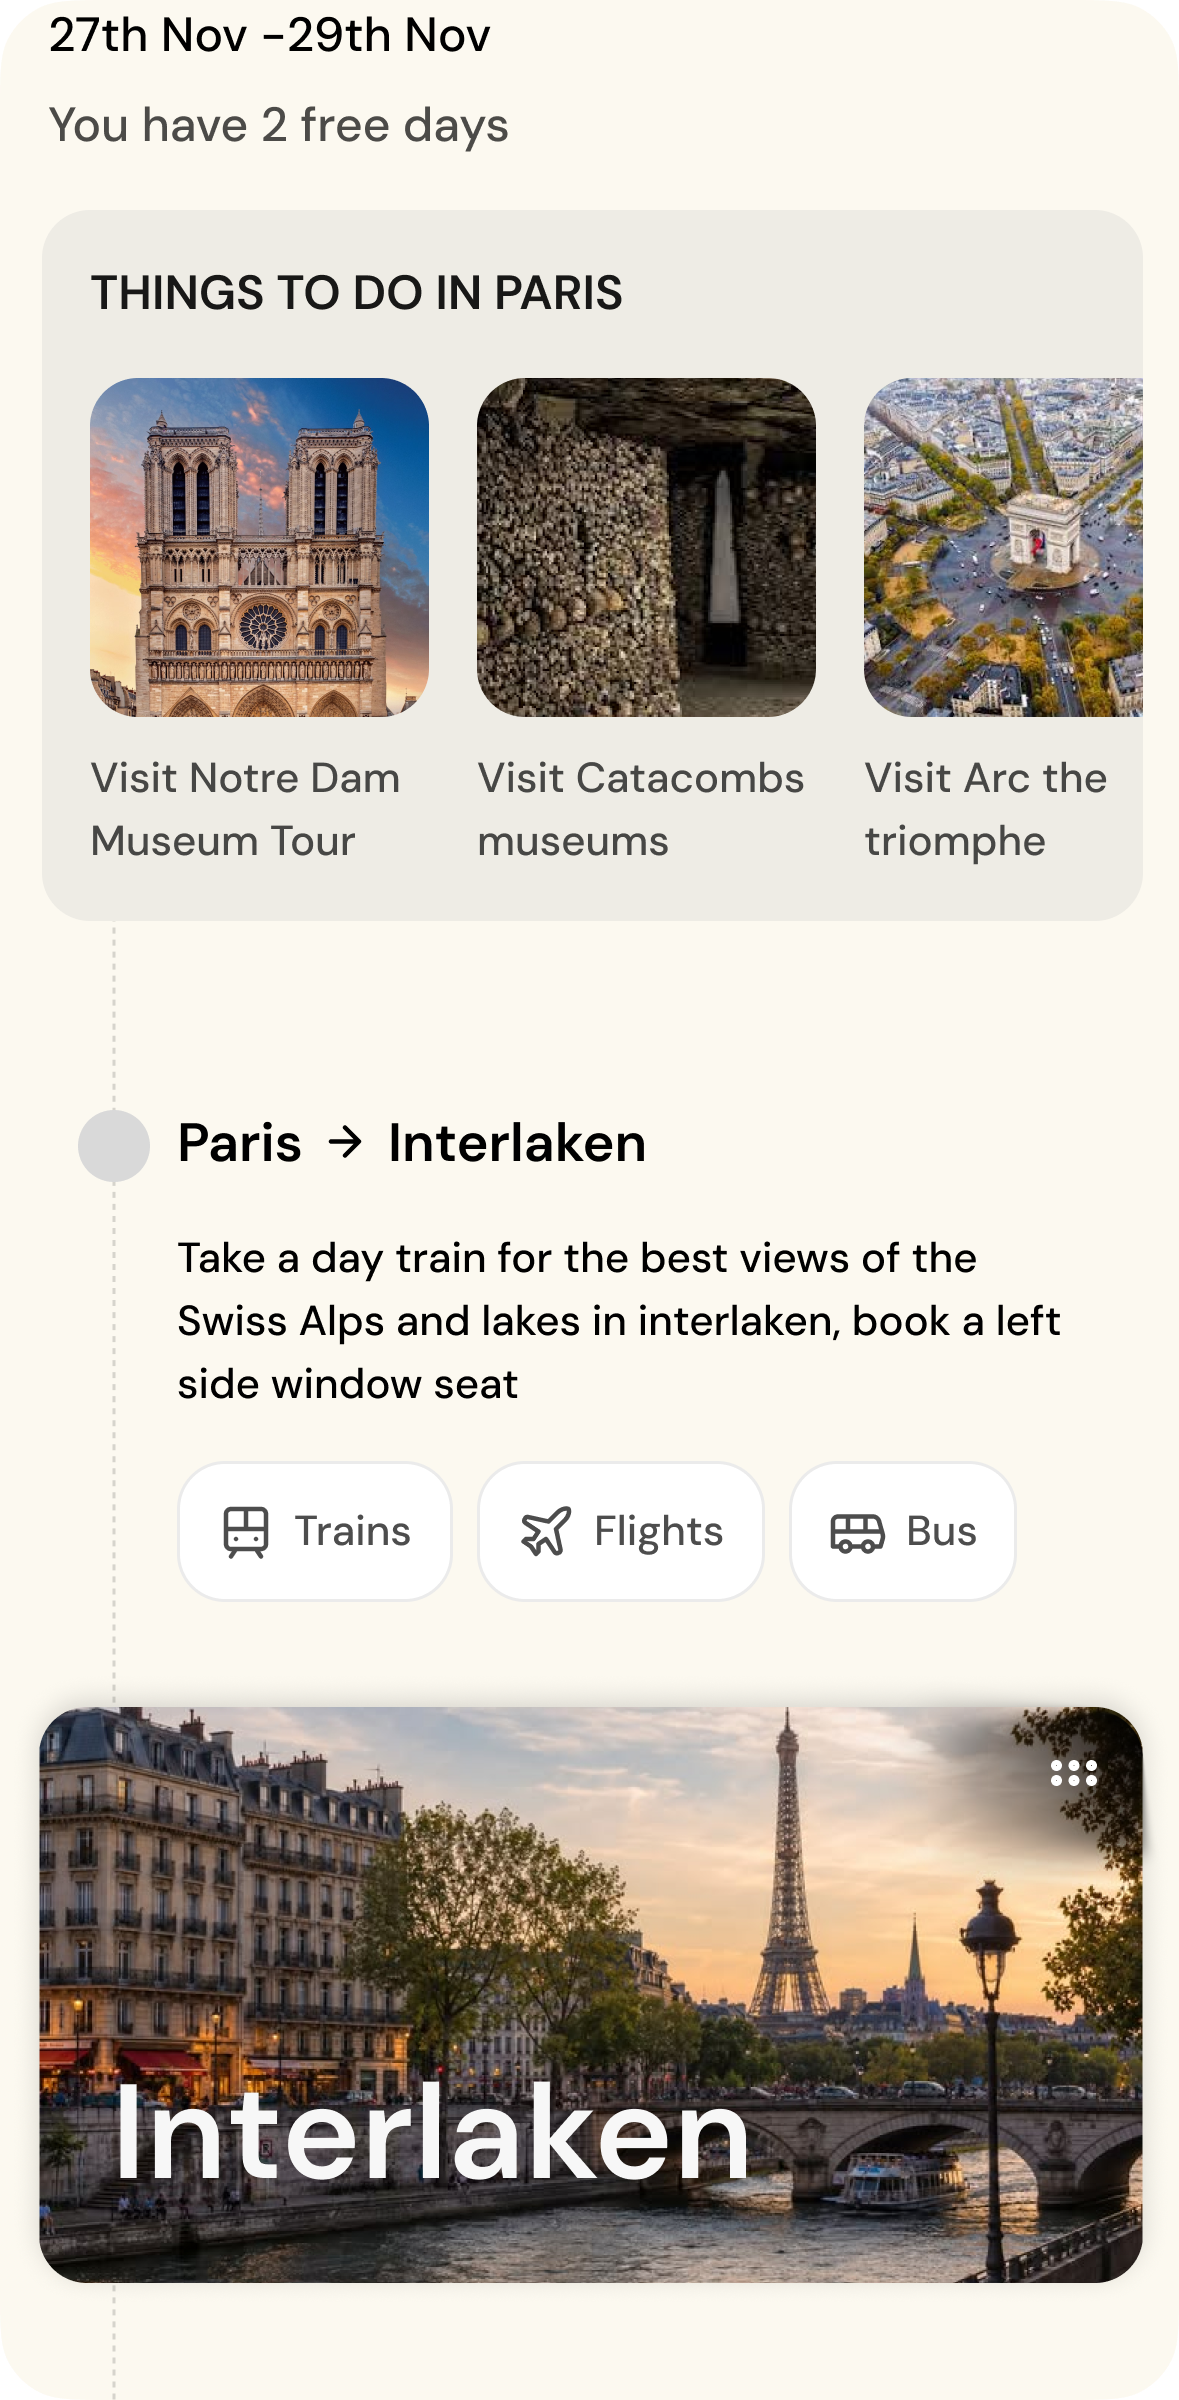 27th Nov -29th Nov
You have 2 free days
THINGS TO DO IN PARIS
Visit Notre Dam
Museum Tour
Visit Catacombs
museums
Visit Arc the
triomphe
Paris → Interlaken
Take a day train for the best views of the
Swiss Alps and lakes in interlaken, book a left
side window seat
Trains
Flights
Bus
Interlaken